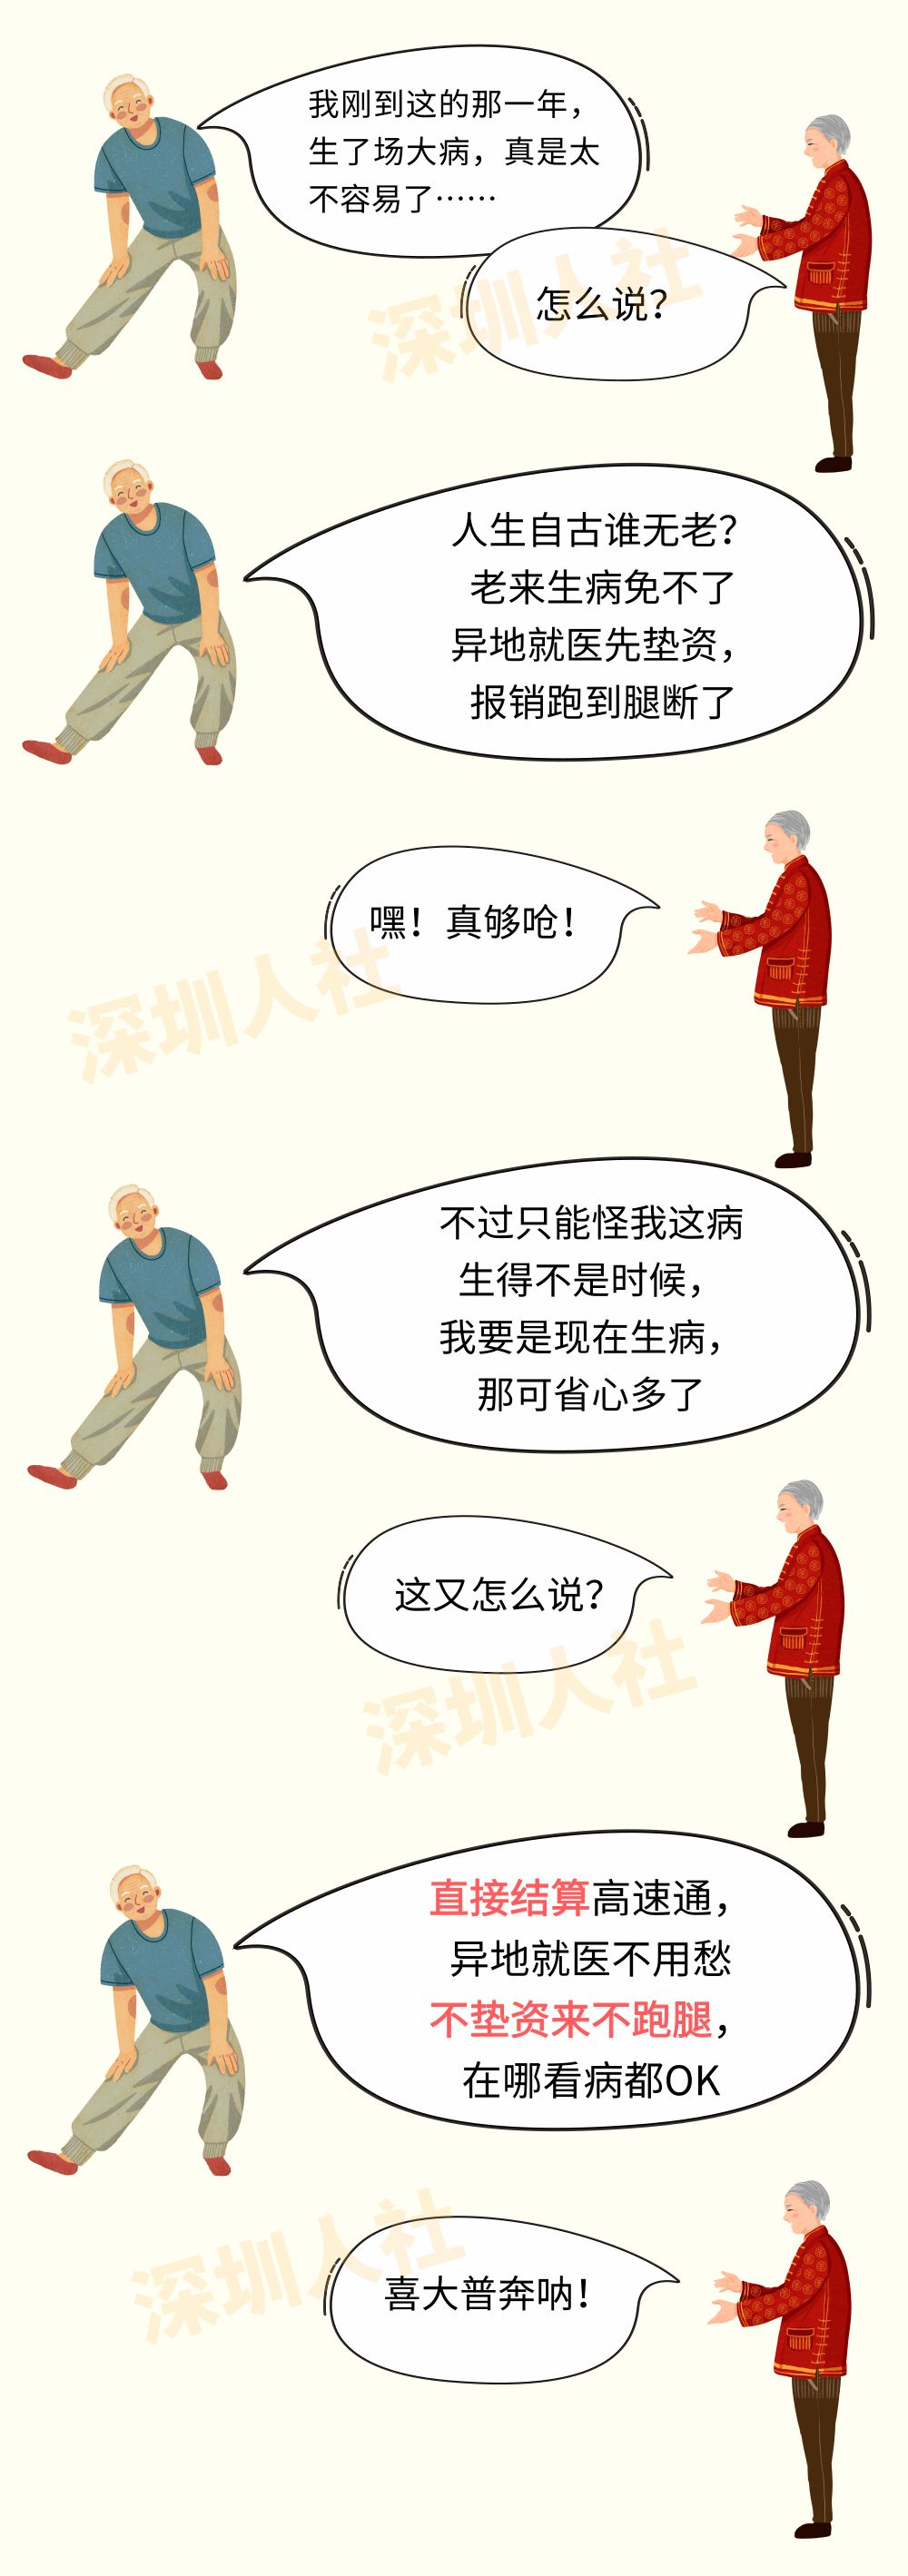 我刚到这的那一年，
生了场大病，真是太
不容易了……
怎么说？
深圳人社
人生自古谁无老？
老来生病免不了
异地就医先垫资，
报销跑到腿断了
嘿！真够呛！
深圳人社
不过只能怪我这病
生得不是时候，
我要是现在生病，
那可省心多了
这又怎么说？
深圳人社
直接结算高速通，
异地就医不用愁
不垫资来不跑腿，
在哪看病都OK
深圳人社
喜大普奔呐！